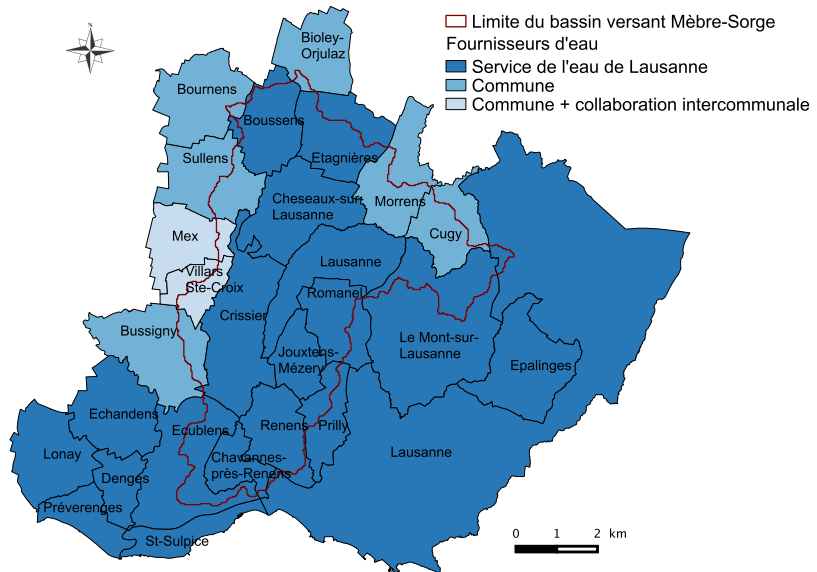 N
Limite du bassin versant Mèbre-Sorge
Fournisseurs d'eau
Service de l'eau de Lausanne
Commune
Commune + collaboration intercommunale
Bioley-
Orjulaz
Bournens
Boussens
Sullens
Etagnières
Cheseaux-sur-
Lausanne
Morrens
Cugy
Mex
Lausanne
Villars
Ste-Croix
Romanel
Crissier
Bussigny
Le Mont-sur-
Lausanne
Jouxtens-
Mézery
Epalinges
Echandens
Ecublens
Renens
Prilly
Lonay
Lausanne
Chavannes-
près-Renens
Denges
Préverenges
St-Sulpice
0 1 2 km